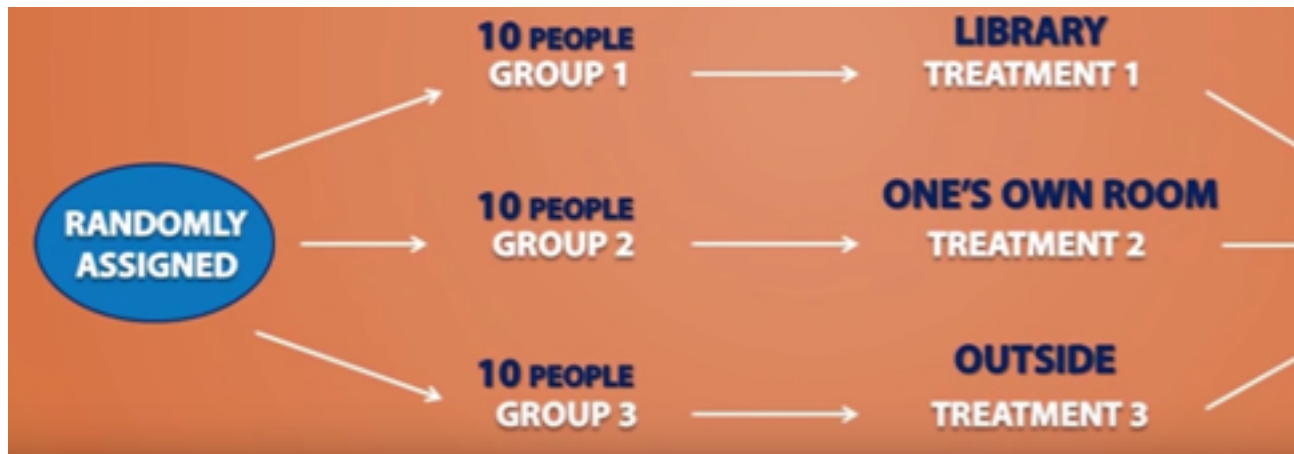 10 PEOPLE
GROUP 1
LIBRARY
TREATMENT 1
RANDOMLY
ASSIGNED
10 PEOPLE
GROUP 2
ONE'S OWN ROOM
TREATMENT 2
10 PEOPLE
GROUP 3
OUTSIDE
TREATMENT 3